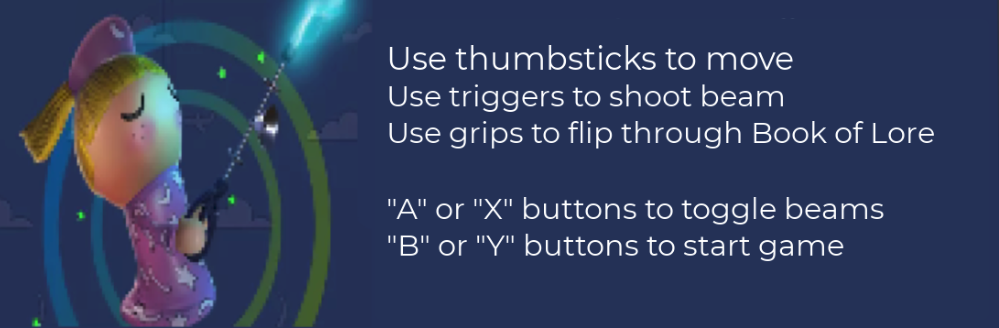 Use thumbsticks to move
Use triggers to shoot beam
Use grips to flip through Book of Lore
"A" or "X" buttons to toggle beams
"B" or "Y" buttons to start game